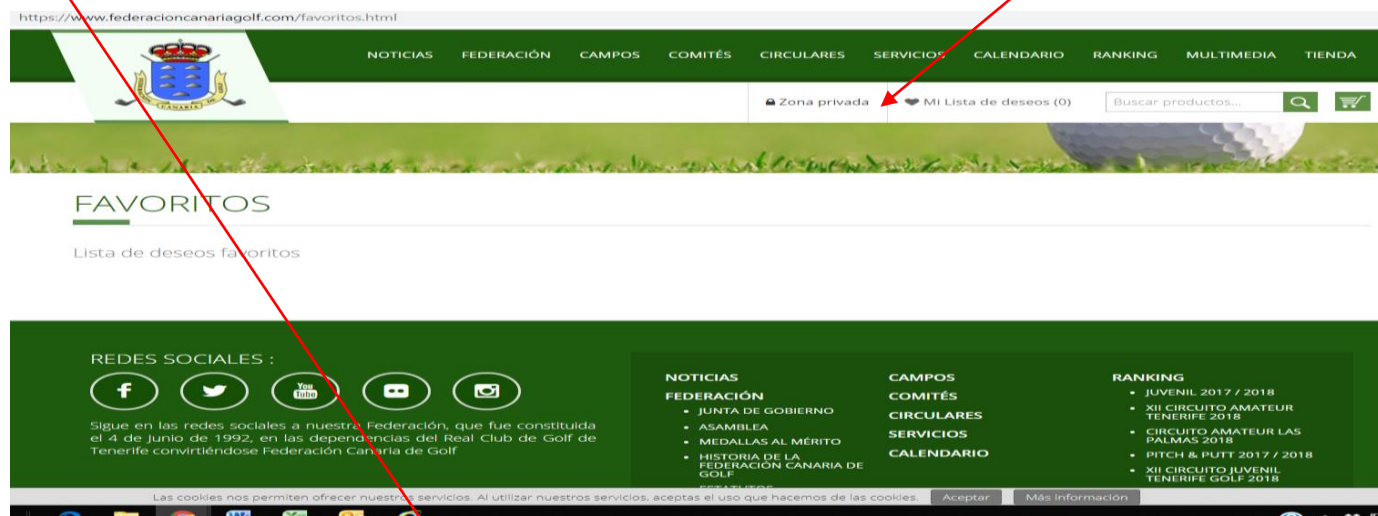 https://www.federacioncanariagolf.com/favoritos.html
NOTICIAS FEDERACIÓN CAMPOS COMITÉS CIRCULARES SERVICIOS CALENDARIO RANKING MULTIMEDIA TIENDA
Zona privada Mi Lista de deseos (0) Buscar productos...
FAVORITOS
Lista de deseos favoritos
REDES SOCIALES :
You Tube
Sigue en las redes sociales a nuestra Federación, que fue constituida
el 4 de Junio de 1992, en las dependencias del Real Club de Golf de
Tenerife convirtiéndose Federación Canaria de Golf
NOTICIAS
FEDERACIÓN
• JUNTA DE GOBIERNO
• ASAMBLEA
• MEDALLAS AL MÉRITO
• HISTORIA DE LA
FEDERACIÓN CANARIA DE
GOLF
• ESTATUTOS
CAMPOS
COMITÉS
CIRCULARES
SERVICIOS
CALENDARIO
RANKING
• JUVENIL 2017 / 2018
• XII CIRCUITO AMATEUR
TENERIFE 2018
• CIRCUITO AMATEUR LAS
PALMAS 2018
• PITCH & PUTT 2017 / 2018
• XII CIRCUITO JUVENIL
TENERIFE GOLF 2018
Las cookies nos permiten ofrecer nuestros servicios. Al utilizar nuestros servicios, aceptas el uso que hacemos de las cookies. Aceptar Más información